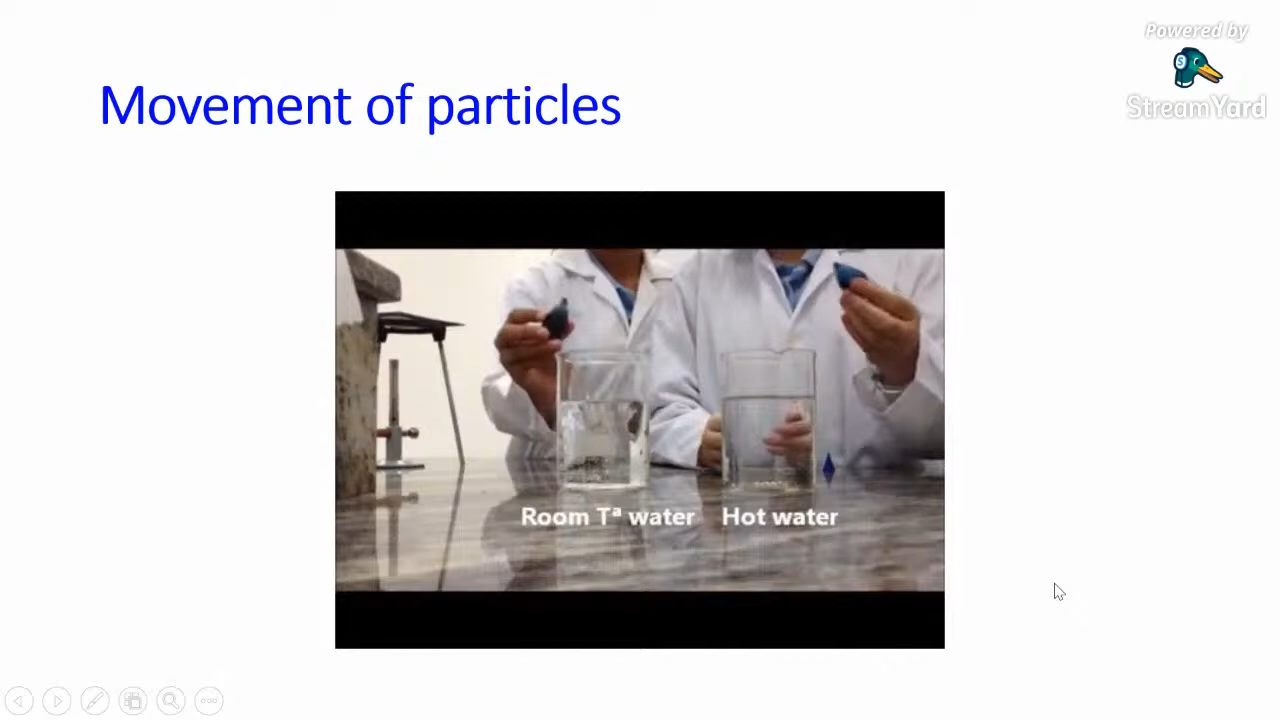 Powered by
S
StreamYard
Movement of particles
Room Tª water
Hot water